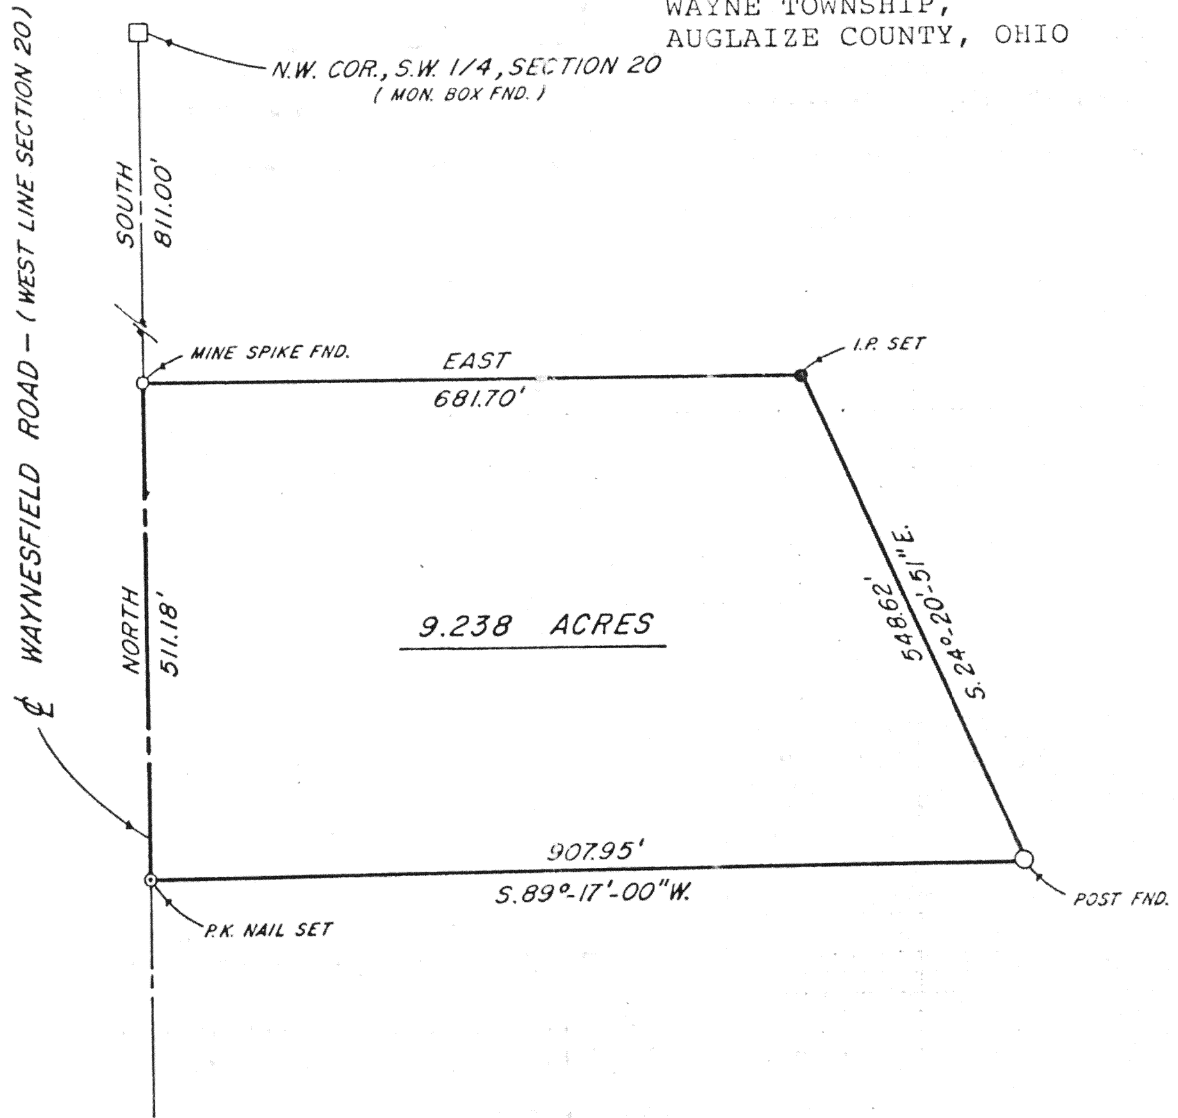 WAYNE TOWNSHIP,
AUGLAIZE COUNTY, OHIO
N.W. COR., S.W. 1/4, SECTION 20
( MON. BOX FND. )
WAYNESFIELD ROAD - ( WEST LINE SECTION 20)
SOUTH
811.00'
MINE SPIKE FND.
EAST
681.70'
I.P. SET
NORTH
511.18'
9.238 ACRES
548.62'
S. 24°-20'-51"E.
907.95'
S. 89°-17'-00"W.
P.K. NAIL SET
POST FND.